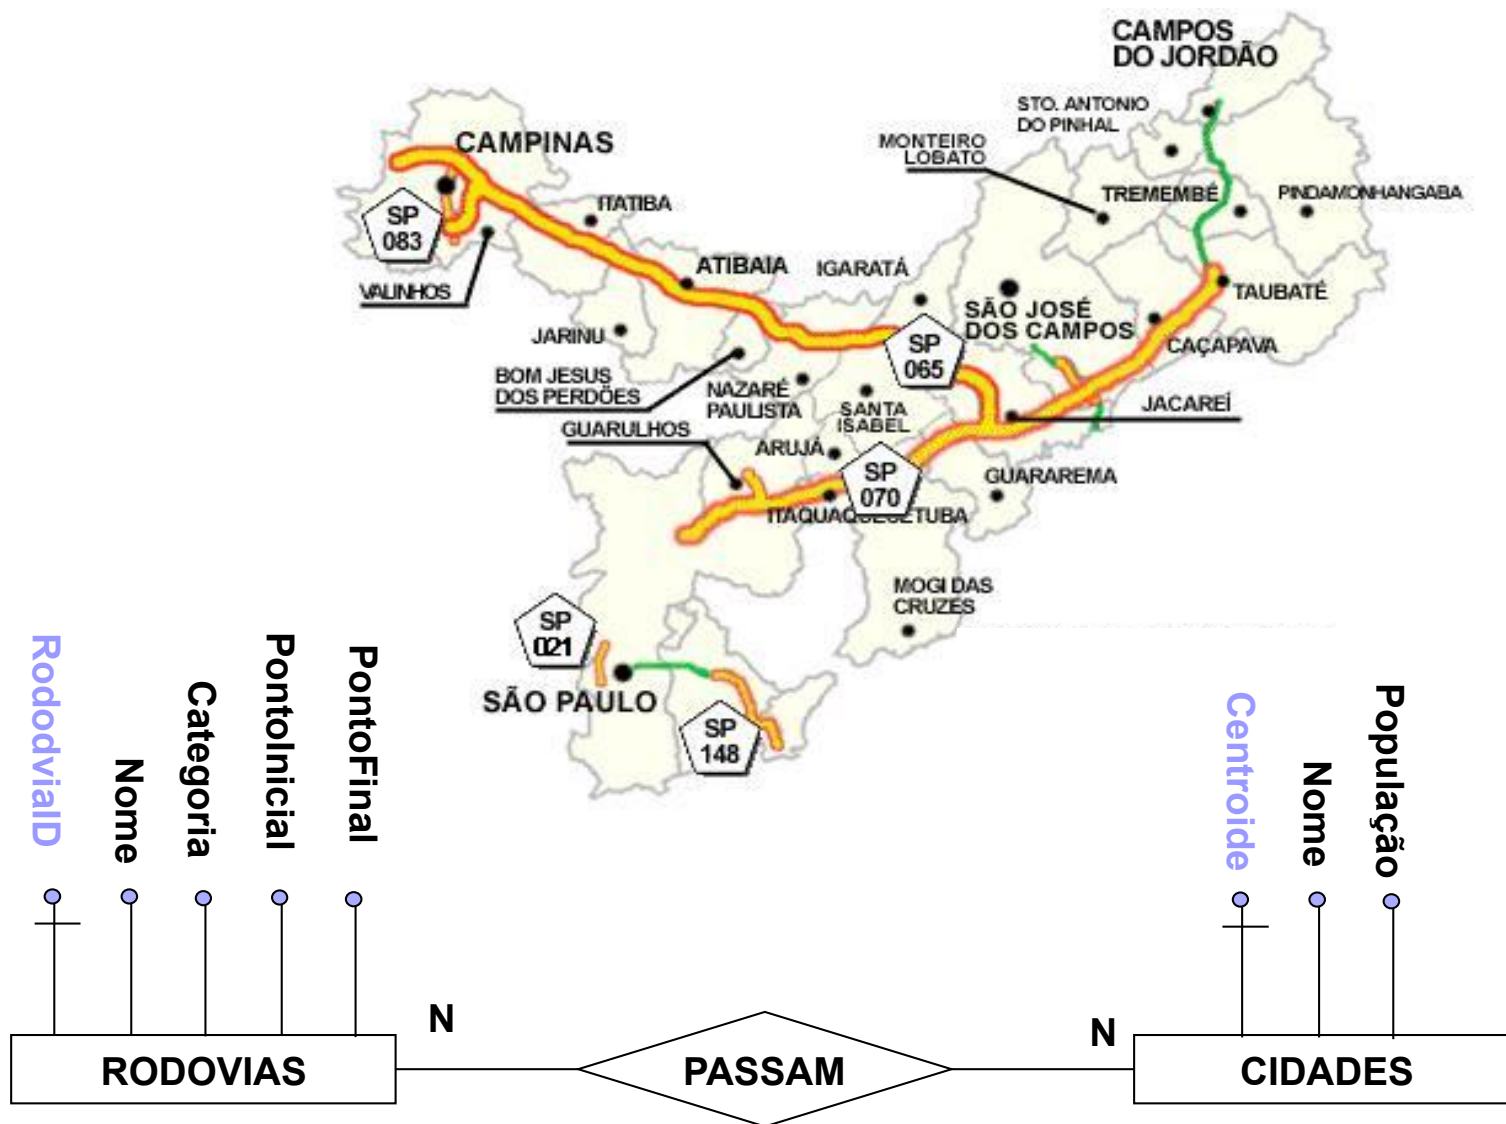 CAMPOS
DO JORDÃO
STO. ANTONIO
DO PINHAL
MONTEIRO
LOBATO
CAMPINAS
TREMEMBÉ
PINDAMONHANGABA
ITATIBA
SP
083
ATIBAIA
IGARATÁ
VALINHOS
TAUBATÉ
SÃO JOSÉ
DOS CAMPOS
JARINU
SP
065
CAÇAPAVA
BOM JESUS
DOS PERDÕES
NAZARÉ
PAULISTA
SANTA
ISABEL
JACAREÍ
GUARULHOS
ARUJÁ
SP
070
GUARAREMA
ITAQUAQUECETUBA
MOGI DAS
CRUZES
SP
021
SÃO PAULO
SP
148
RododviaID
Nome
Categoria
PontoInicial
PontoFinal
Centroide
Nome
População
N
N
RODOVIAS
PASSAM
CIDADES